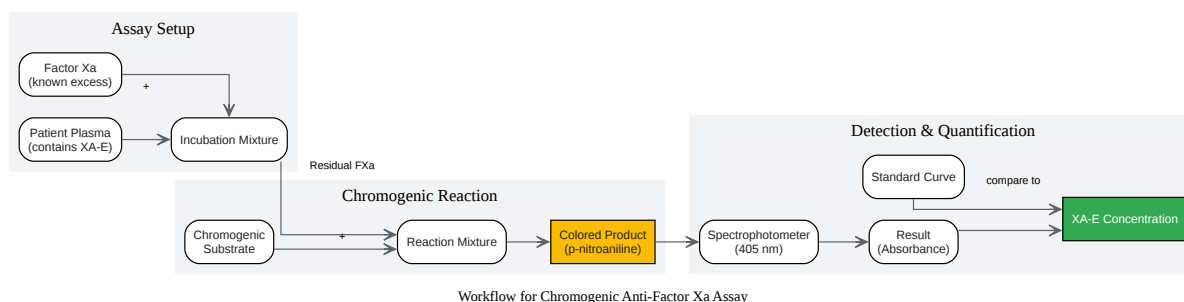 Assay Setup
Factor Xa
(known excess)
+
Patient Plasma
(contains XA-E)
Incubation Mixture
Residual FXa
Chromogenic Reaction
Chromogenic
Substrate
+
Reaction Mixture
Colored Product
(p-nitroaniline)
Detection & Quantification
Standard Curve
compare to
XA-E Concentration
Spectrophotometer
(405 nm)
Result
(Absorbance)
Workflow for Chromogenic Anti-Factor Xa Assay